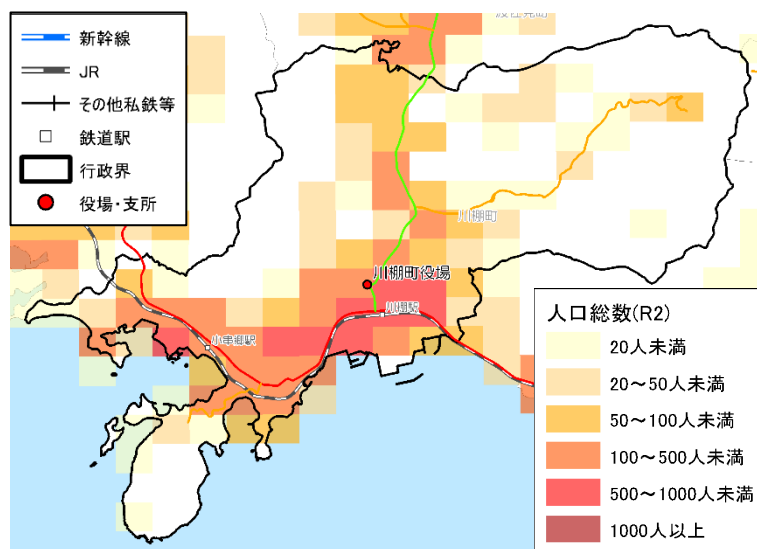 新幹線
JR
その他私鉄等
鉄道駅
行政界
役場・支所
波佐見町
川棚町
川棚町役場
川棚駅
小串郷駅
人口総数(R2)
20人未満
20～50人未満
50～100人未満
100～500人未満
500～1000人未満
1000人以上